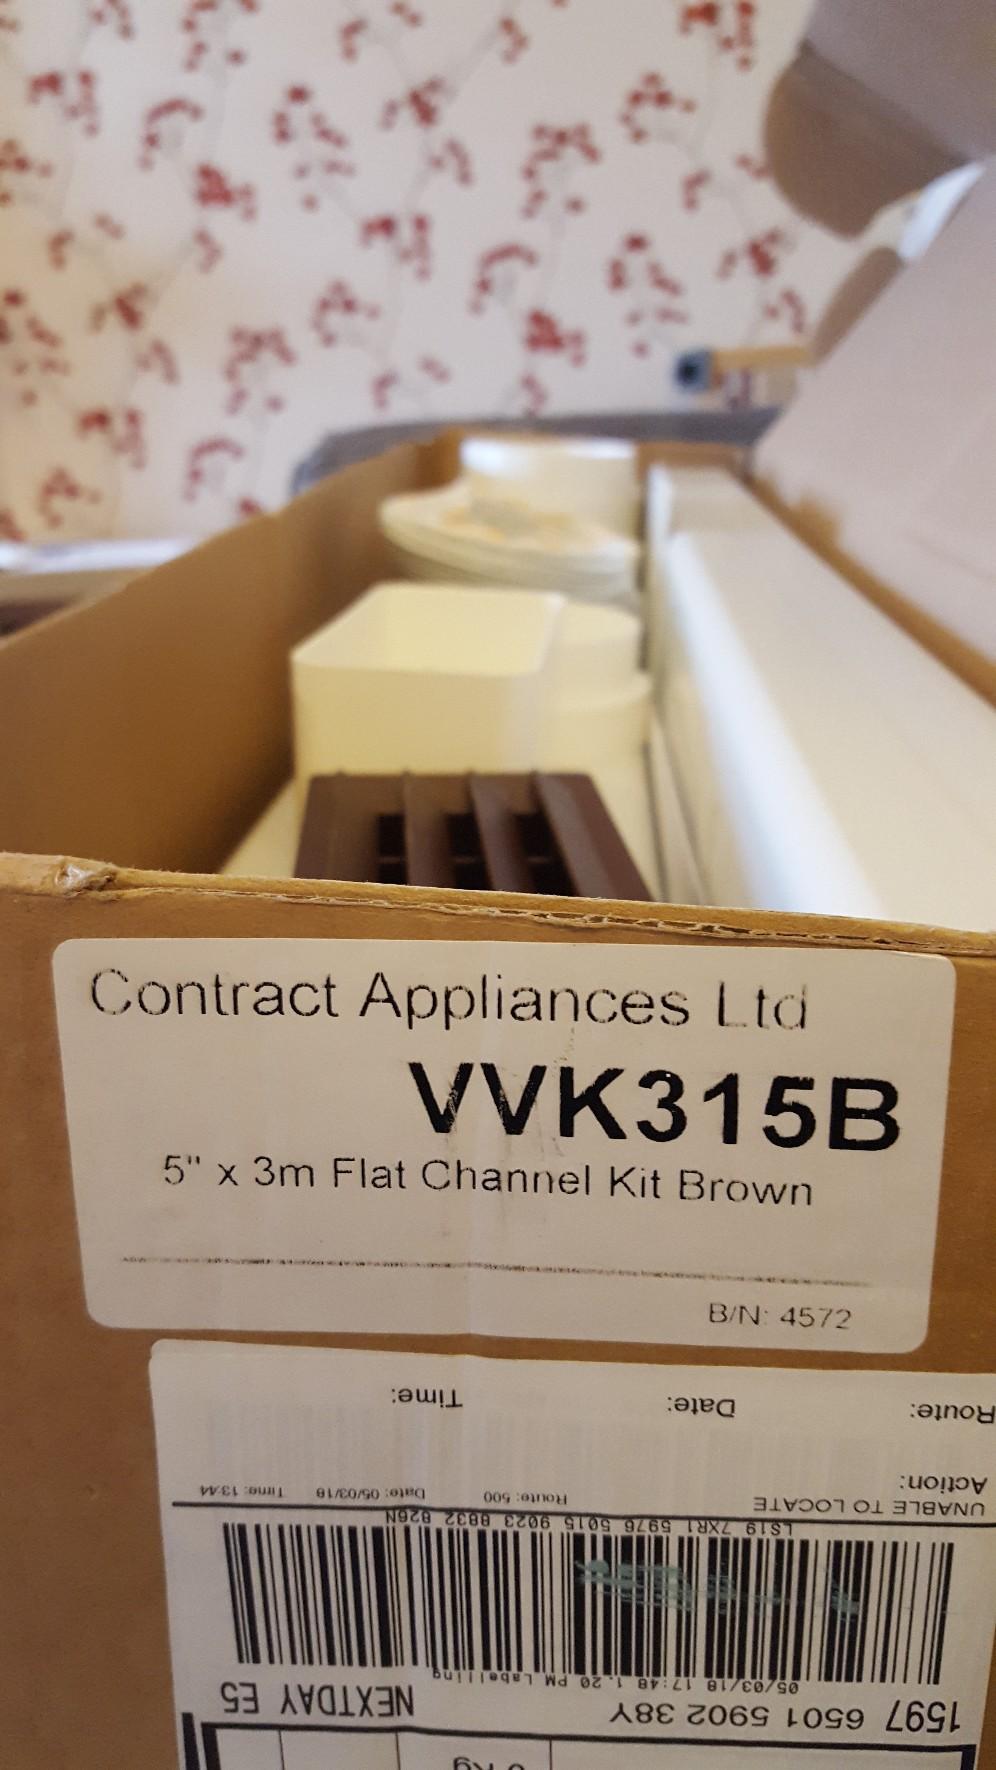 Contract Appliances Ltd
VVK315B
5" x 3m Flat Channel Kit Brown
B/N: 4572
Route: Date: Time:
Action:
UNABLE TO LOCATE Route: 500 Date: 05/03/18 Time: 13:44
LS19 7XR1 5976 5015 9023 8832 826N
05/03/18 17:48 1.20 PM Labelling
1597 6501 5902 38Y NEXTDAY E5
Kg